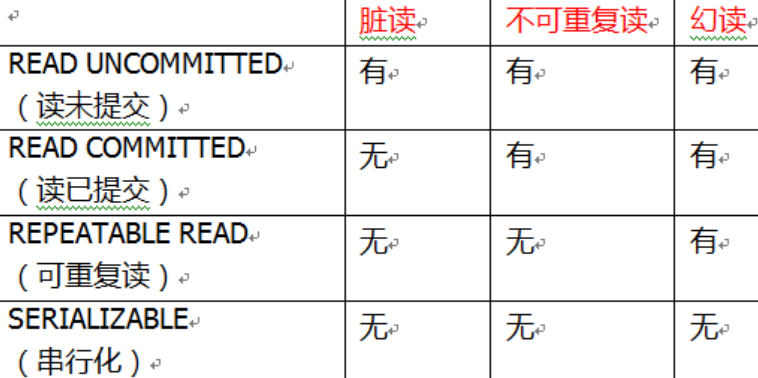 脏读 不可重复读 幻读
READ UNCOMMITTED
（读未提交） 有 有 有
READ COMMITTED
（读已提交） 无 有 有
REPEATABLE READ
（可重复读） 无 无 有
SERIALIZABLE
（串行化） 无 无 无